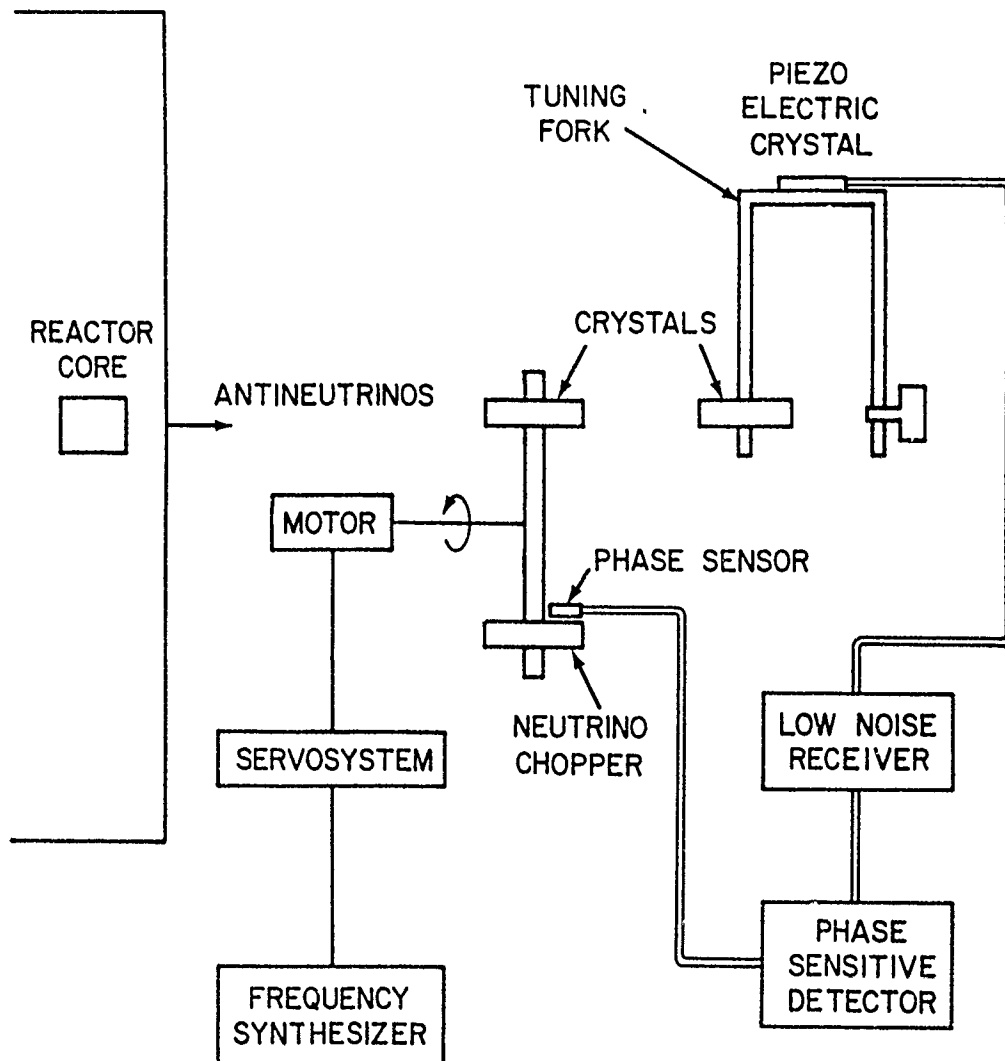 TUNING
FORK
PIEZO
ELECTRIC
CRYSTAL
REACTOR
CORE
ANTINEUTRINOS
CRYSTALS
MOTOR
PHASE SENSOR
NEUTRINO
CHOPPER
SERVOSYSTEM
LOW NOISE
RECEIVER
FREQUENCY
SYNTHESIZER
PHASE
SENSITIVE
DETECTOR